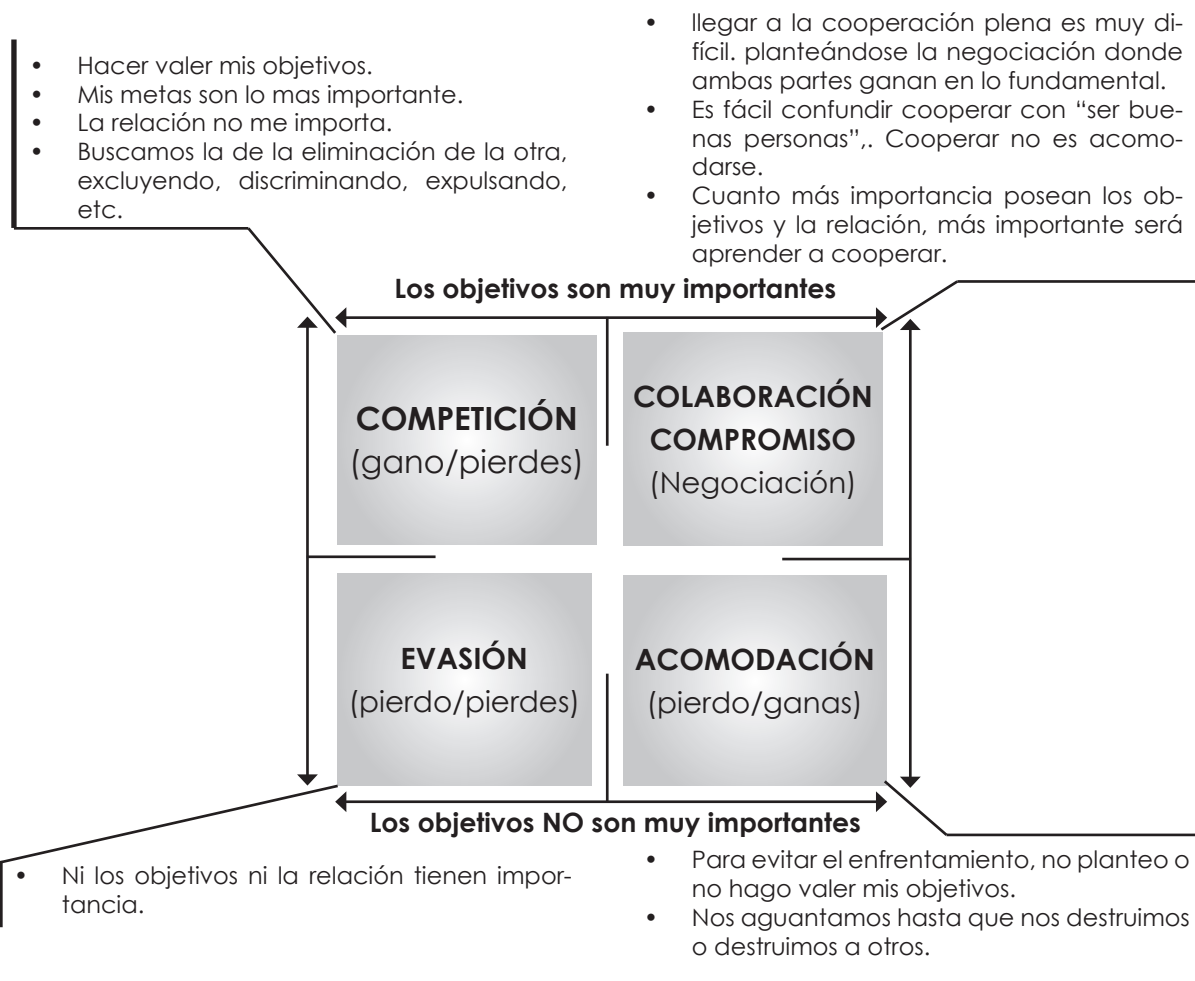 • Hacer valer mis objetivos.
• Mis metas son lo mas importante.
• La relación no me importa.
• Buscamos la de la eliminación de la otra,
excluyendo, discriminando, expulsando,
etc.
• llegar a la cooperación plena es muy di-
fícil. planteándose la negociación donde
ambas partes ganan en lo fundamental.
• Es fácil confundir cooperar con “ser bue-
nas personas”,. Cooperar no es acomo-
darse.
• Cuanto más importancia posean los ob-
jetivos y la relación, más importante será
aprender a cooperar.
Los objetivos son muy importantes
COMPETICIÓN
(gano/pierdes)
COLABORACIÓN
COMPROMISO
(Negociación)
EVASIÓN
(pierdo/pierdes)
ACOMODACIÓN
(pierdo/ganas)
Los objetivos NO son muy importantes
• Ni los objetivos ni la relación tienen impor-
tancia.
• Para evitar el enfrentamiento, no planteo o
no hago valer mis objetivos.
• Nos aguantamos hasta que nos destruimos
o destruimos a otros.